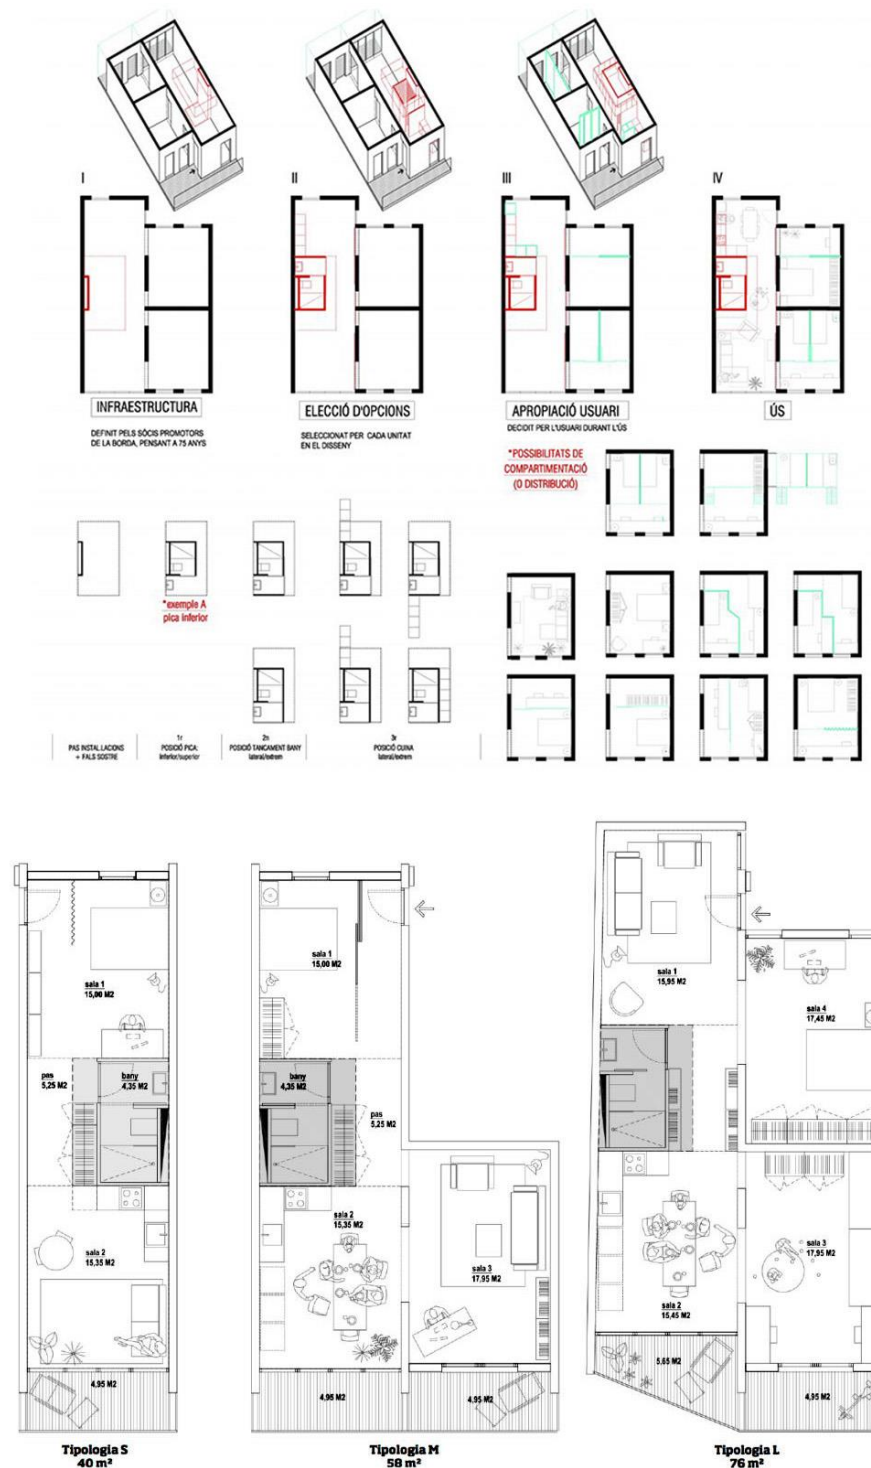 I
II
III
IV
INFRAESTRUCTURA
ELECCIÓ D'OPCIONS
APROPIACIÓ USUARI
ÚS
DEFINIT PELS SÒCIS PROMOTORS
DE LA BORDA, PENSANT A 75 ANYS
SELECCIONAT PER CADA UNITAT
EN EL DISSENY
DECIDIT PER L'USUARI DURANT L'ÚS
*POSSIBILITATS DE
COMPARTIMENTACIÓ
(O DISTRIBUCIÓ)
*exemple A
pica inferior
PAS INSTAL.LACIONS
+ FALS SOSTRE
1r
POSICIÓ PICA:
inferior/superior
2n
POSICIÓ TANCAMENT BANY
lateral/extrem
3r
POSICIÓ CUINA
lateral/extrem
sala 1
15,00 M2
pas
5,25 M2
bany
4,35 M2
sala 2
15,35 M2
4,95 M2
Tipologia S
40 m²
sala 1
15,00 M2
bany
4,35 M2
pas
5,25 M2
sala 2
15,35 M2
sala 3
17,95 M2
4,95 M2
4,95 M2
Tipologia M
58 m²
sala 1
15,95 M2
sala 4
17,45 M2
sala 3
17,95 M2
sala 2
15,45 M2
5,65 M2
4,95 M2
Tipologia L
76 m²